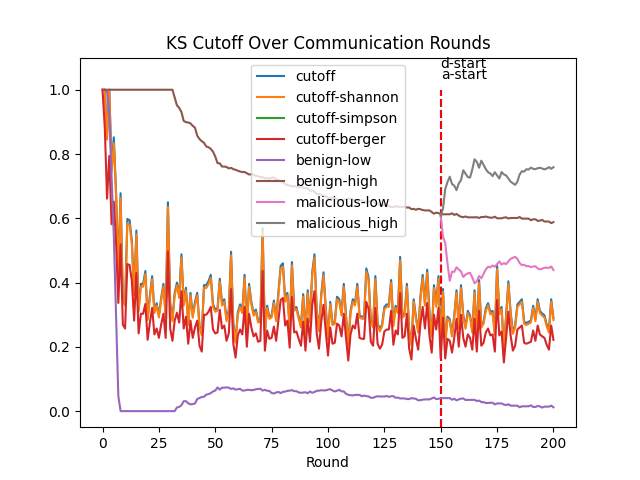 KS Cutoff Over Communication Rounds
d-start
a-start
cutoff
cutoff-shannon
cutoff-simpson
cutoff-berger
benign-low
benign-high
malicious-low
malicious_high
1.0
0.8
0.6
0.4
0.2
0.0
0 25 50 75 100 125 150 175 200
Round